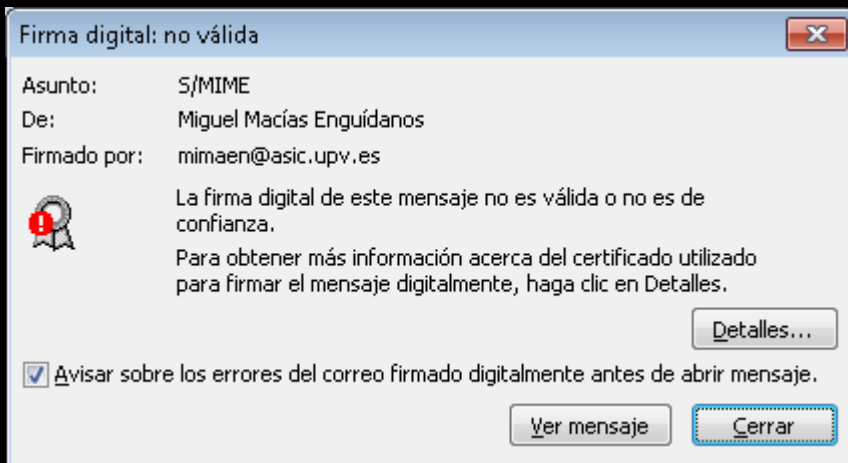 Firma digital: no válida
Asunto: S/MIME
De: Miguel Macías Enguídanos
Firmado por: mimaen@asic.upv.es
La firma digital de este mensaje no es válida o no es de
confianza.
Para obtener más información acerca del certificado utilizado
para firmar el mensaje digitalmente, haga clic en Detalles.
Detalles...
Avisar sobre los errores del correo firmado digitalmente antes de abrir mensaje.
Ver mensaje Cerrar